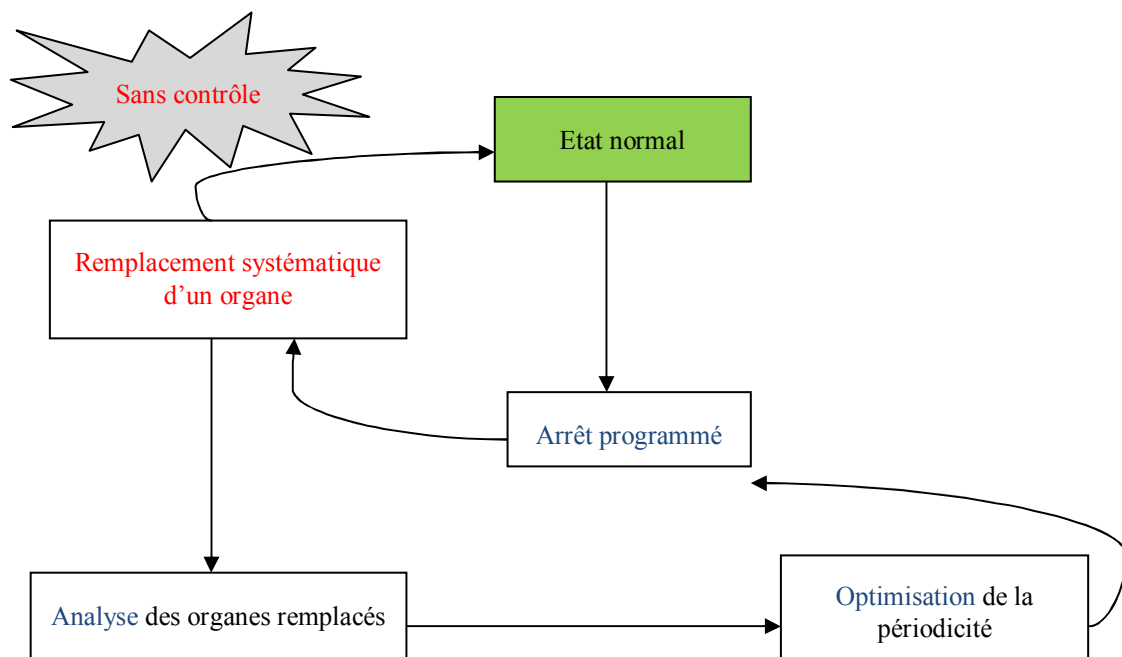 Sans contrôle
Etat normal
Remplacement systématique
d’un organe
Arrêt programmé
Analyse des organes remplacés
Optimisation de la
périodicité